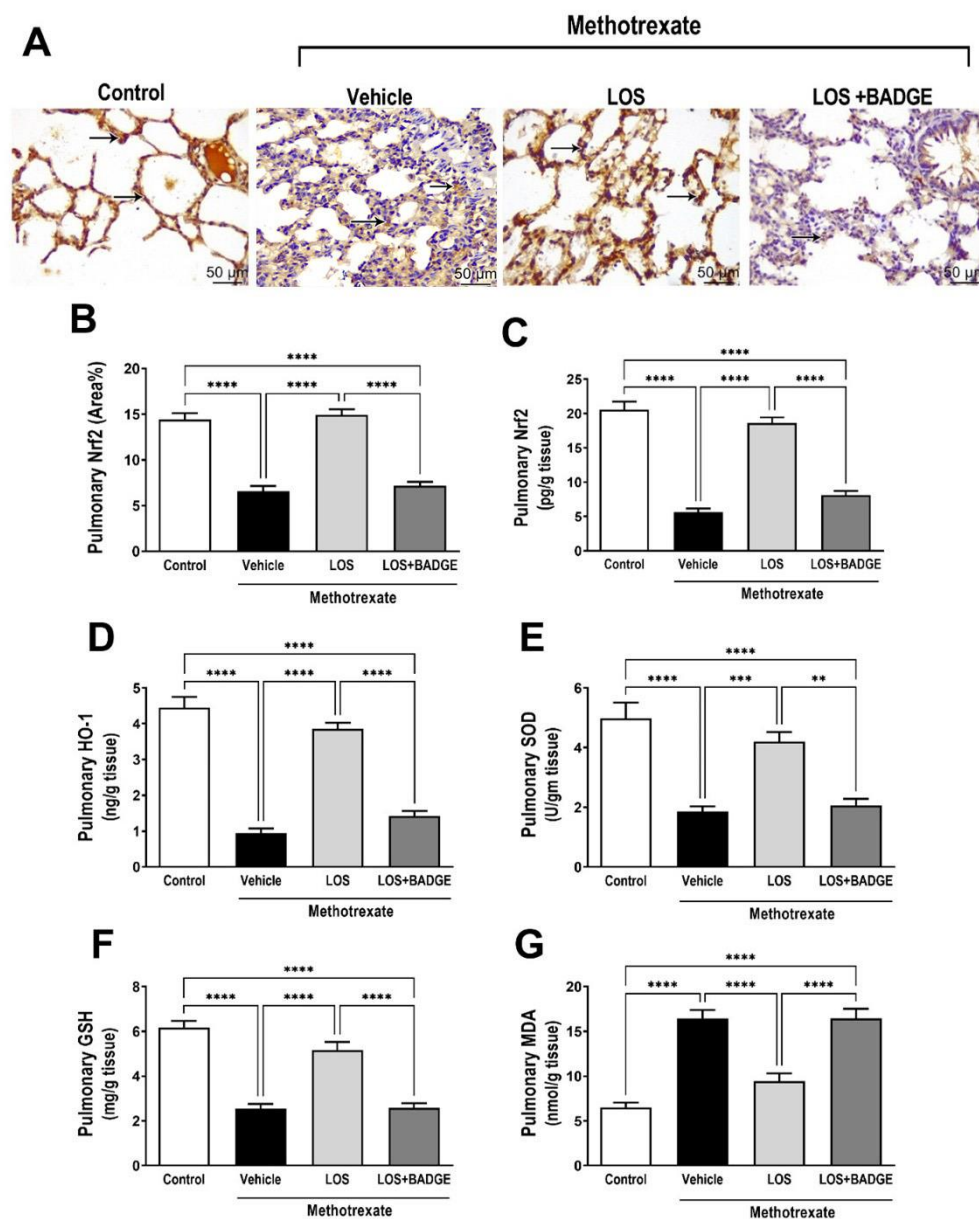 A
Methotrexate
Control
Vehicle
LOS
LOS +BADGE
50 μm
50 μm
50 μm
50 μm
B
Pulmonary Nrf2 (Area%)
20
15
10
5
0
****
**** **** ****
Control Vehicle LOS LOS+BADGE
Methotrexate
C
Pulmonary Nrf2
(pg/g tissue)
25
20
15
10
5
0
****
**** **** ****
Control Vehicle LOS LOS+BADGE
Methotrexate
D
Pulmonary HO-1
(ng/g tissue)
5
4
3
2
1
0
****
**** **** ****
Control Vehicle LOS LOS+BADGE
Methotrexate
E
Pulmonary SOD
(U/gm tissue)
6
4
2
0
****
**** *** **
Control Vehicle LOS LOS+BADGE
Methotrexate
F
Pulmonary GSH
(mg/g tissue)
8
6
4
2
0
****
**** **** ****
Control Vehicle LOS LOS+BADGE
Methotrexate
G
Pulmonary MDA
(nmol/g tissue)
20
15
10
5
0
****
**** **** ****
Control Vehicle LOS LOS+BADGE
Methotrexate